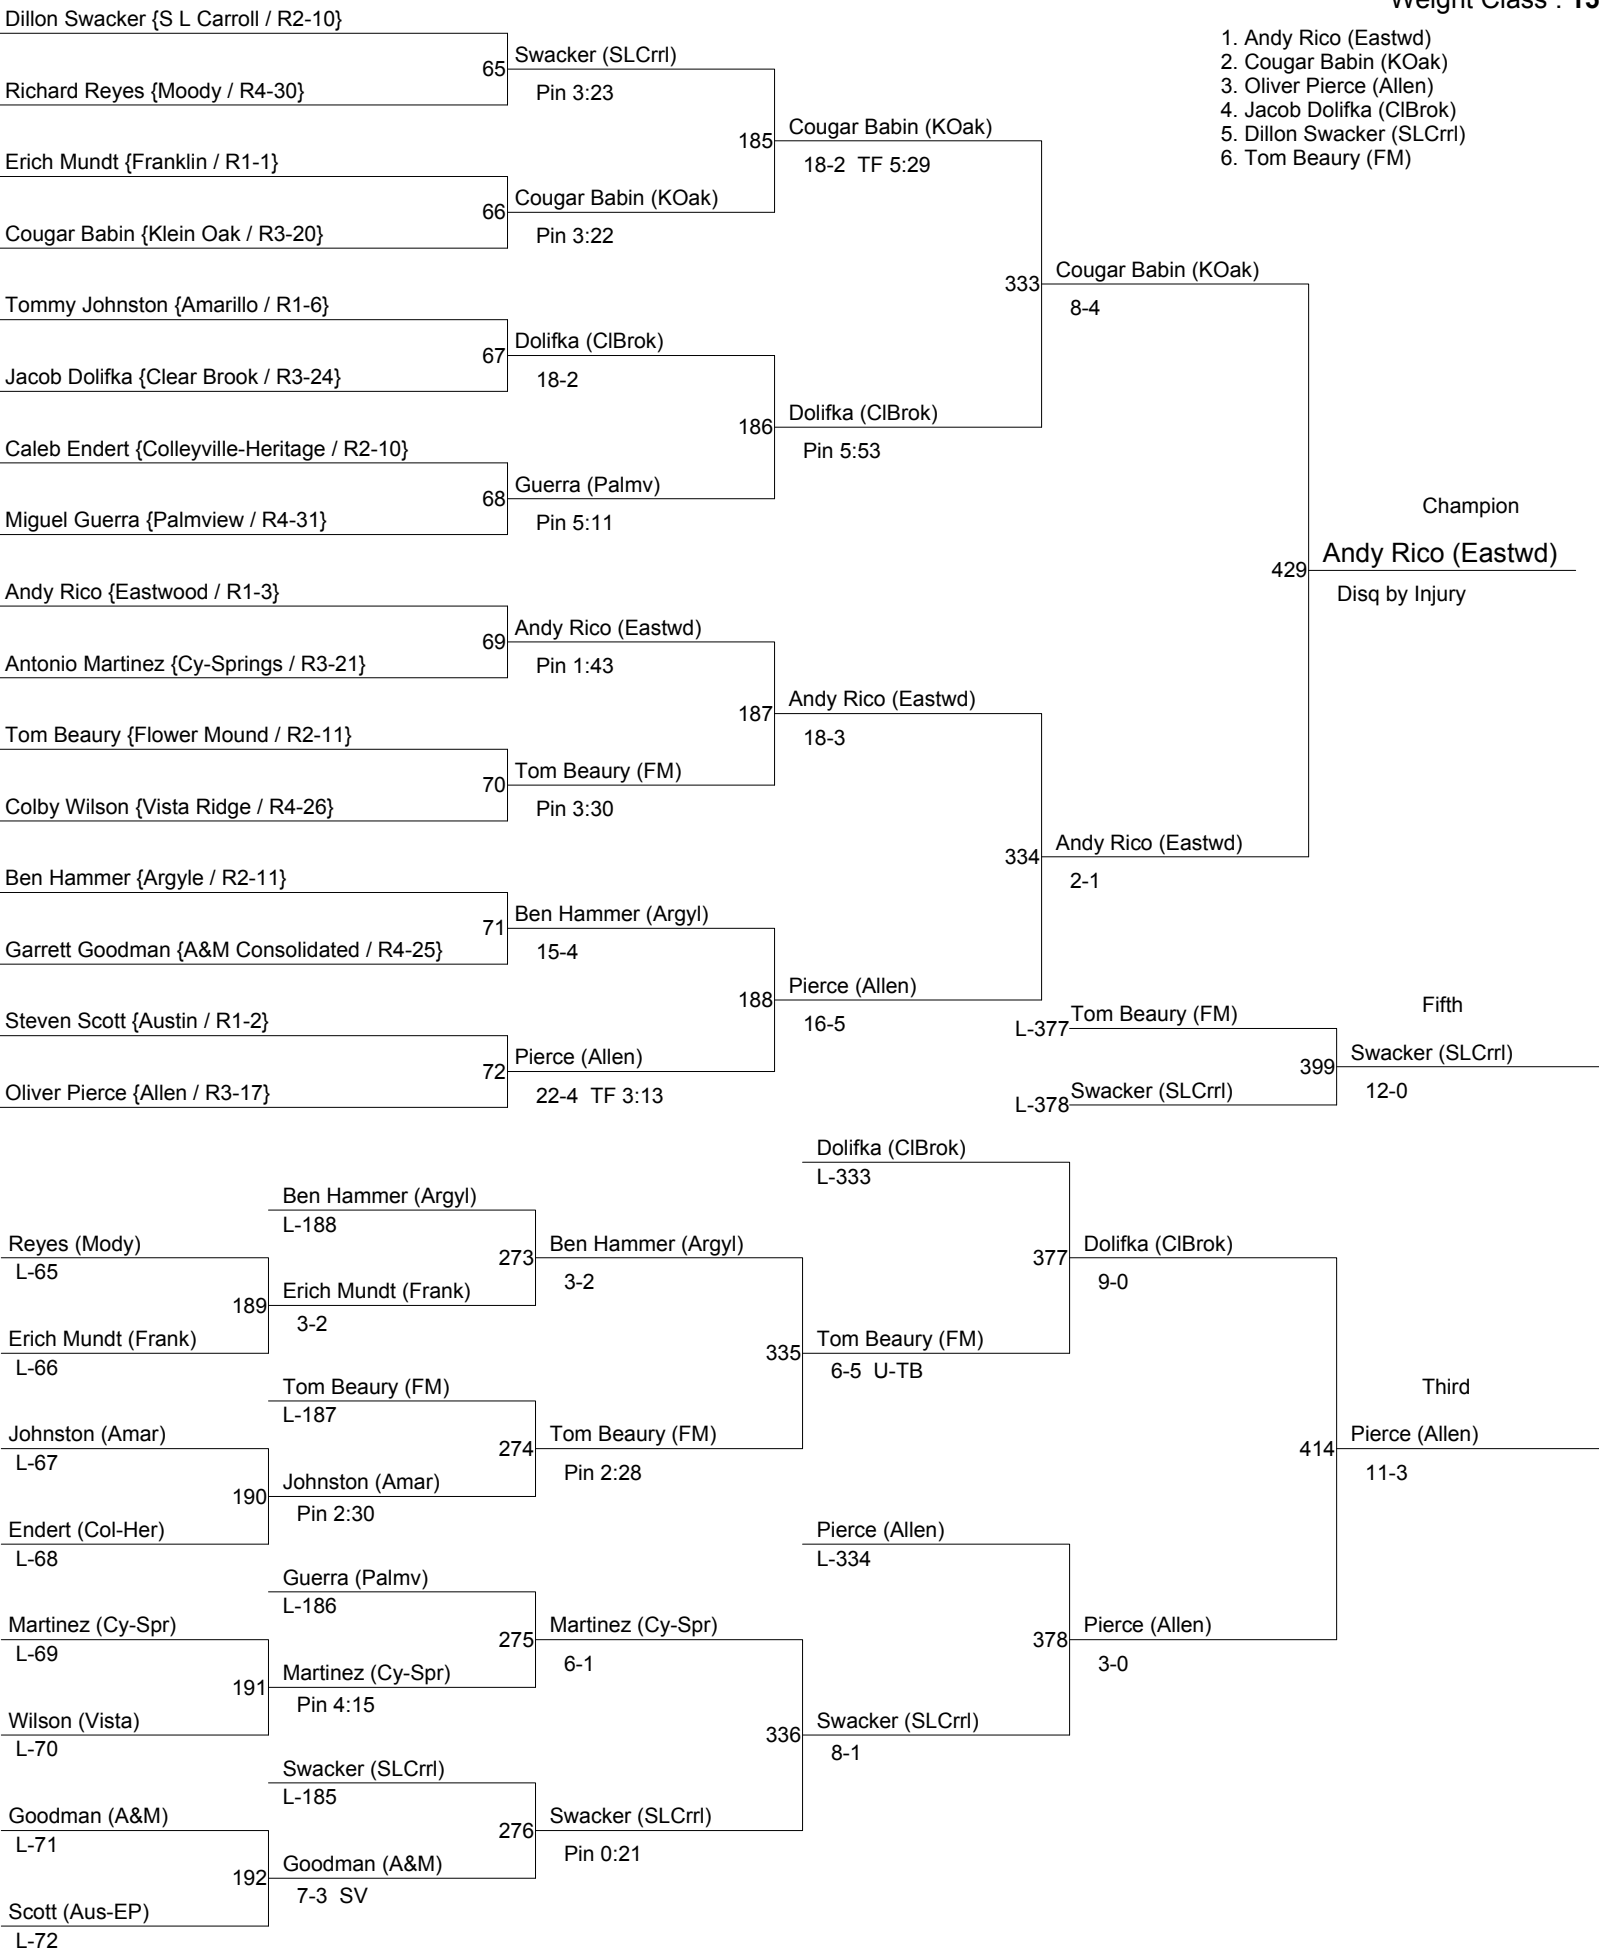 Weight Class :
1. Andy Rico (Eastwd)
2. Cougar Babin (KOak)
3. Oliver Pierce (Allen)
4. Jacob Dolifka (ClBrok)
5. Dillon Swacker (SLCrrl)
6. Tom Beaury (FM)
Dillon Swacker {S L Carroll / R2-10}
65
Swacker (SLCrrl)
Pin 3:23
Richard Reyes {Moody / R4-30}
185
Cougar Babin (KOak)
18-2 TF 5:29
Erich Mundt {Franklin / R1-1}
66
Cougar Babin (KOak)
Pin 3:22
Cougar Babin {Klein Oak / R3-20}
333
Cougar Babin (KOak)
8-4
Tommy Johnston {Amarillo / R1-6}
67
Dolifka (ClBrok)
18-2
Jacob Dolifka {Clear Brook / R3-24}
186
Dolifka (ClBrok)
Pin 5:53
Caleb Endert {Colleyville-Heritage / R2-10}
68
Guerra (Palmv)
Pin 5:11
Miguel Guerra {Palmview / R4-31}
Champion
429
Andy Rico (Eastwd)
Disq by Injury
Andy Rico {Eastwood / R1-3}
69
Andy Rico (Eastwd)
Pin 1:43
Antonio Martinez {Cy-Springs / R3-21}
187
Andy Rico (Eastwd)
18-3
Tom Beaury {Flower Mound / R2-11}
70
Tom Beaury (FM)
Pin 3:30
Colby Wilson {Vista Ridge / R4-26}
334
Andy Rico (Eastwd)
2-1
Ben Hammer {Argyle / R2-11}
71
Ben Hammer (Argyl)
15-4
Garrett Goodman {A&M Consolidated / R4-25}
188
Pierce (Allen)
16-5
Steven Scott {Austin / R1-2}
72
Pierce (Allen)
22-4 TF 3:13
Oliver Pierce {Allen / R3-17}
Fifth
L-377
Tom Beaury (FM)
399
Swacker (SLCrrl)
12-0
L-378
Swacker (SLCrrl)
Dolifka (ClBrok)
L-333
Ben Hammer (Argyl)
L-188
Reyes (Mody)
L-65
273
Ben Hammer (Argyl)
3-2
377
Dolifka (ClBrok)
9-0
189
Erich Mundt (Frank)
3-2
Erich Mundt (Frank)
L-66
335
Tom Beaury (FM)
6-5 U-TB
Tom Beaury (FM)
L-187
Third
Johnston (Amar)
L-67
274
Tom Beaury (FM)
Pin 2:28
414
Pierce (Allen)
11-3
190
Johnston (Amar)
Pin 2:30
Endert (Col-Her)
L-68
Pierce (Allen)
L-334
Guerra (Palmv)
L-186
Martinez (Cy-Spr)
L-69
275
Martinez (Cy-Spr)
6-1
378
Pierce (Allen)
3-0
191
Martinez (Cy-Spr)
Pin 4:15
Wilson (Vista)
L-70
336
Swacker (SLCrrl)
8-1
Swacker (SLCrrl)
L-185
Goodman (A&M)
L-71
276
Swacker (SLCrrl)
Pin 0:21
192
Goodman (A&M)
7-3 SV
Scott (Aus-EP)
L-72